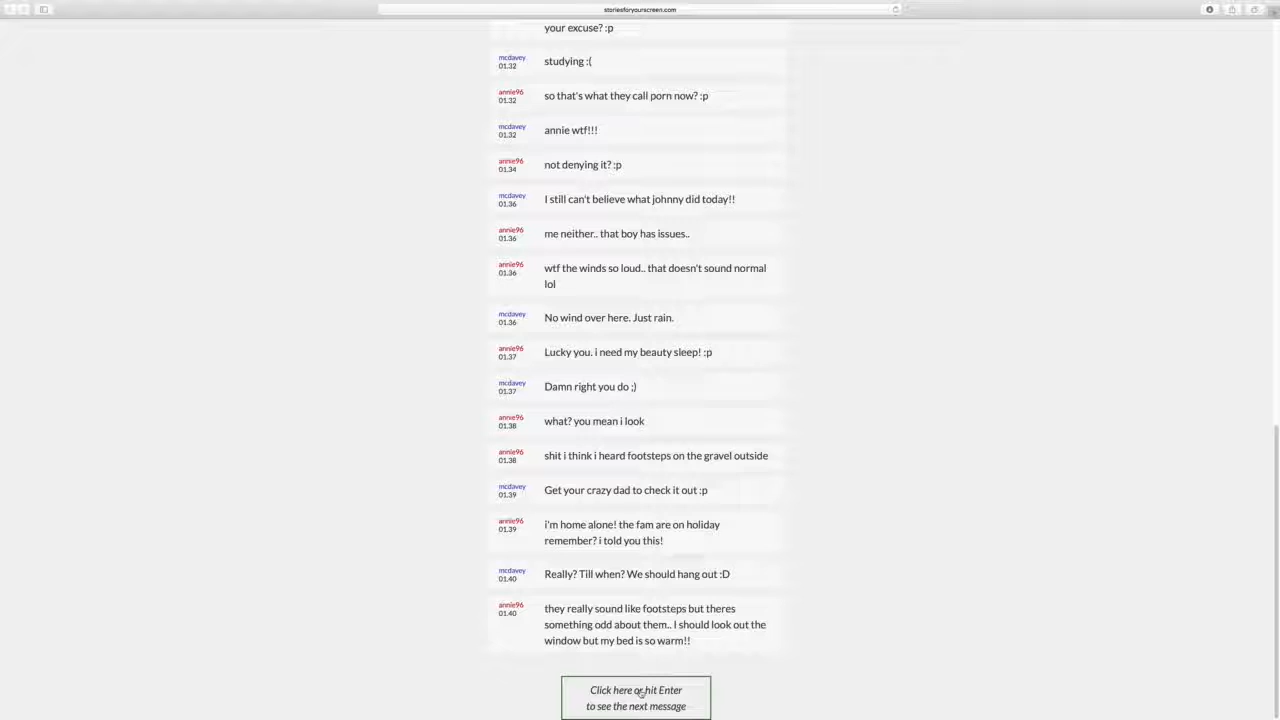 storiesforyourscreen.com
your excuse? :p
mcdavey
01.32
studying :(
annie96
01.32
so that's what they call porn now? :p
mcdavey
01.32
annie wtf!!!
annie96
01.34
not denying it? :p
mcdavey
01.36
I still can't believe what johnny did today!!
annie96
01.36
me neither.. that boy has issues..
annie96
01.36
wtf the winds so loud.. that doesn't sound normal
lol
mcdavey
01.36
No wind over here. Just rain.
annie96
01.37
Lucky you. i need my beauty sleep! :p
mcdavey
01.37
Damn right you do ;)
annie96
01.38
what? you mean i look
annie96
01.38
shit i think i heard footsteps on the gravel outside
mcdavey
01.39
Get your crazy dad to check it out :p
annie96
01.39
i'm home alone! the fam are on holiday
remember? i told you this!
mcdavey
01.40
Really? Till when? We should hang out :D
annie96
01.40
they really sound like footsteps but theres
something odd about them.. I should look out the
window but my bed is so warm!!
Click here or hit Enter
to see the next message